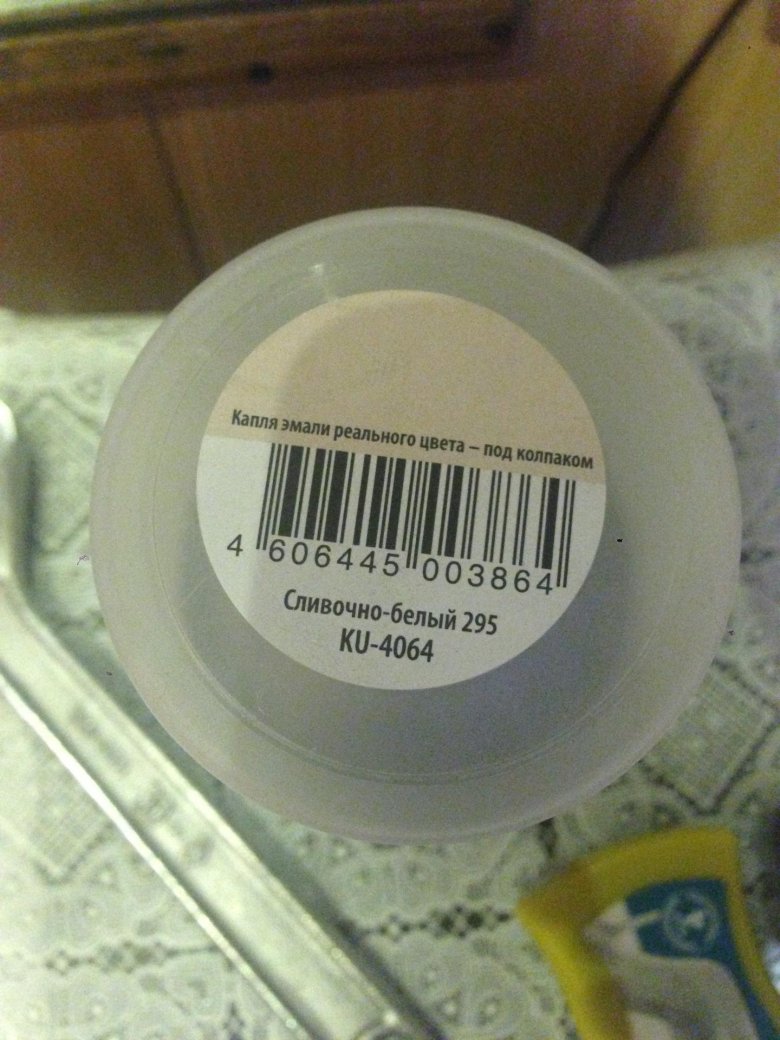 Капля эмали реального цвета – под колпаком
4 606445 003864
Сливочно-белый 295
KU-4064